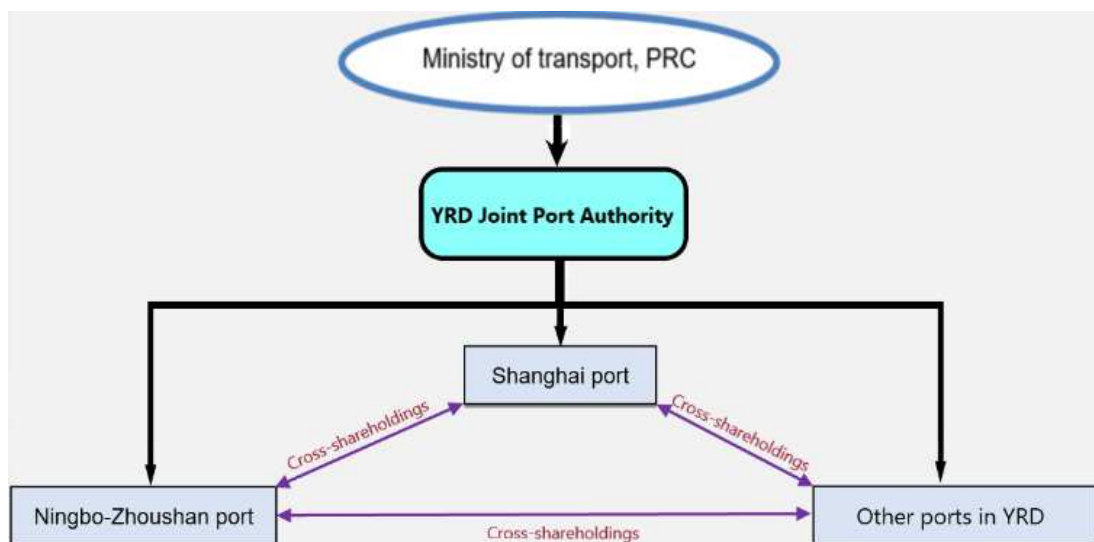 Ministry of transport, PRC
YRD Joint Port Authority
Shanghai port
Cross-shareholdings
Cross-shareholdings
Ningbo-Zhoushan port
Cross-shareholdings
Other ports in YRD